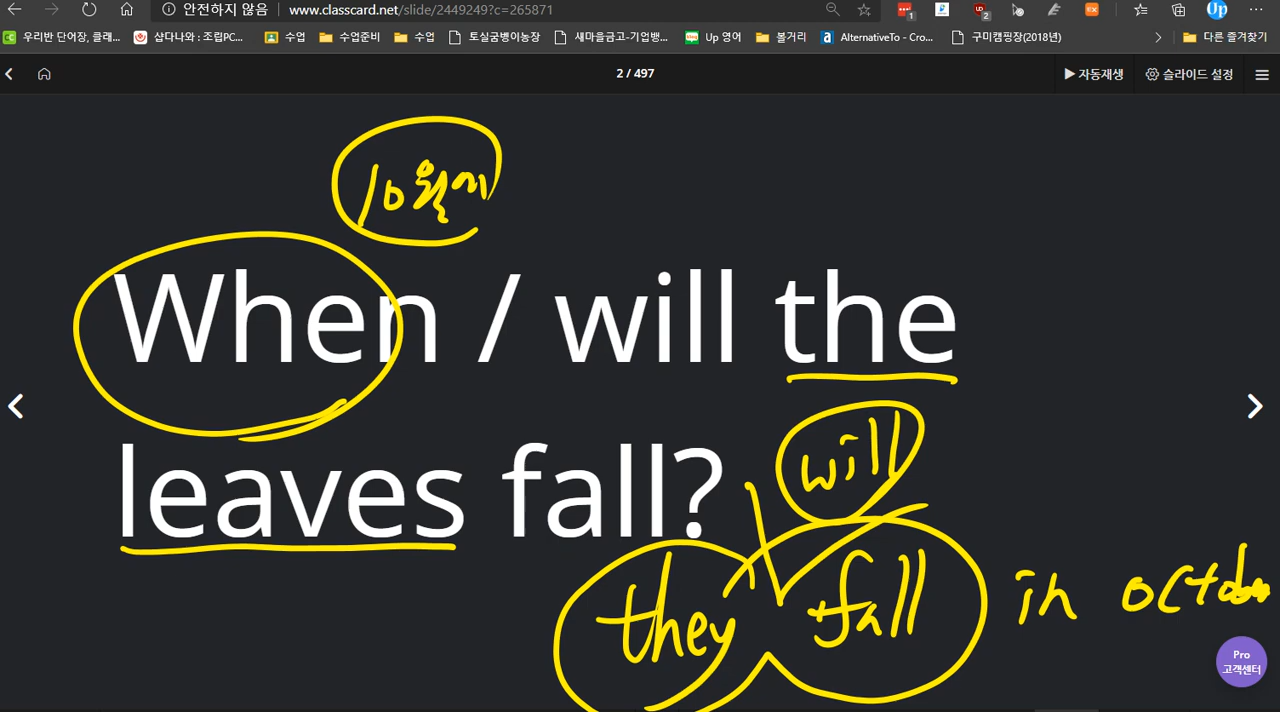 안전하지 않음 | www.classcard.net/slide/2449249?c=265871
우리반 단어장, 클래... 샵다나와 : 조립PC... 수업 수업준비 수업 토실굼벵이농장 새마을금고-기업뱅... Up 영어 볼거리 AlternativeTo - Cro... 구미캠핑장(2018년) 다른 즐겨찾기
2 / 497 자동재생 슬라이드 설정
10월에
When / will the
will
leaves fall?
they fall in october
Pro
고객센터